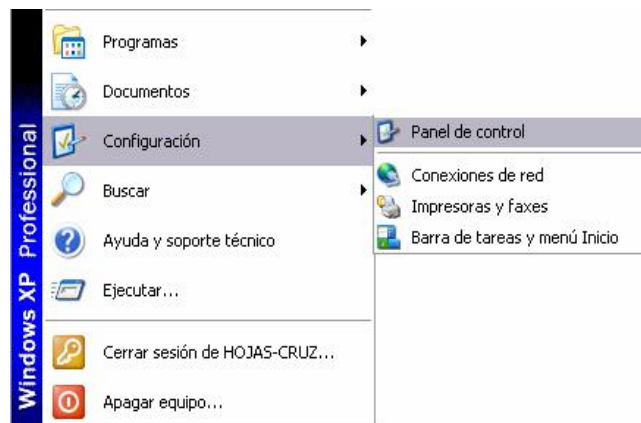 Windows XP Professional
Programas
Documentos
Configuración
Buscar
Ayuda y soporte técnico
Ejecutar...
Cerrar sesión de HOJAS-CRUZ...
Apagar equipo...
Panel de control
Conexiones de red
Impresoras y faxes
Barra de tareas y menú Inicio